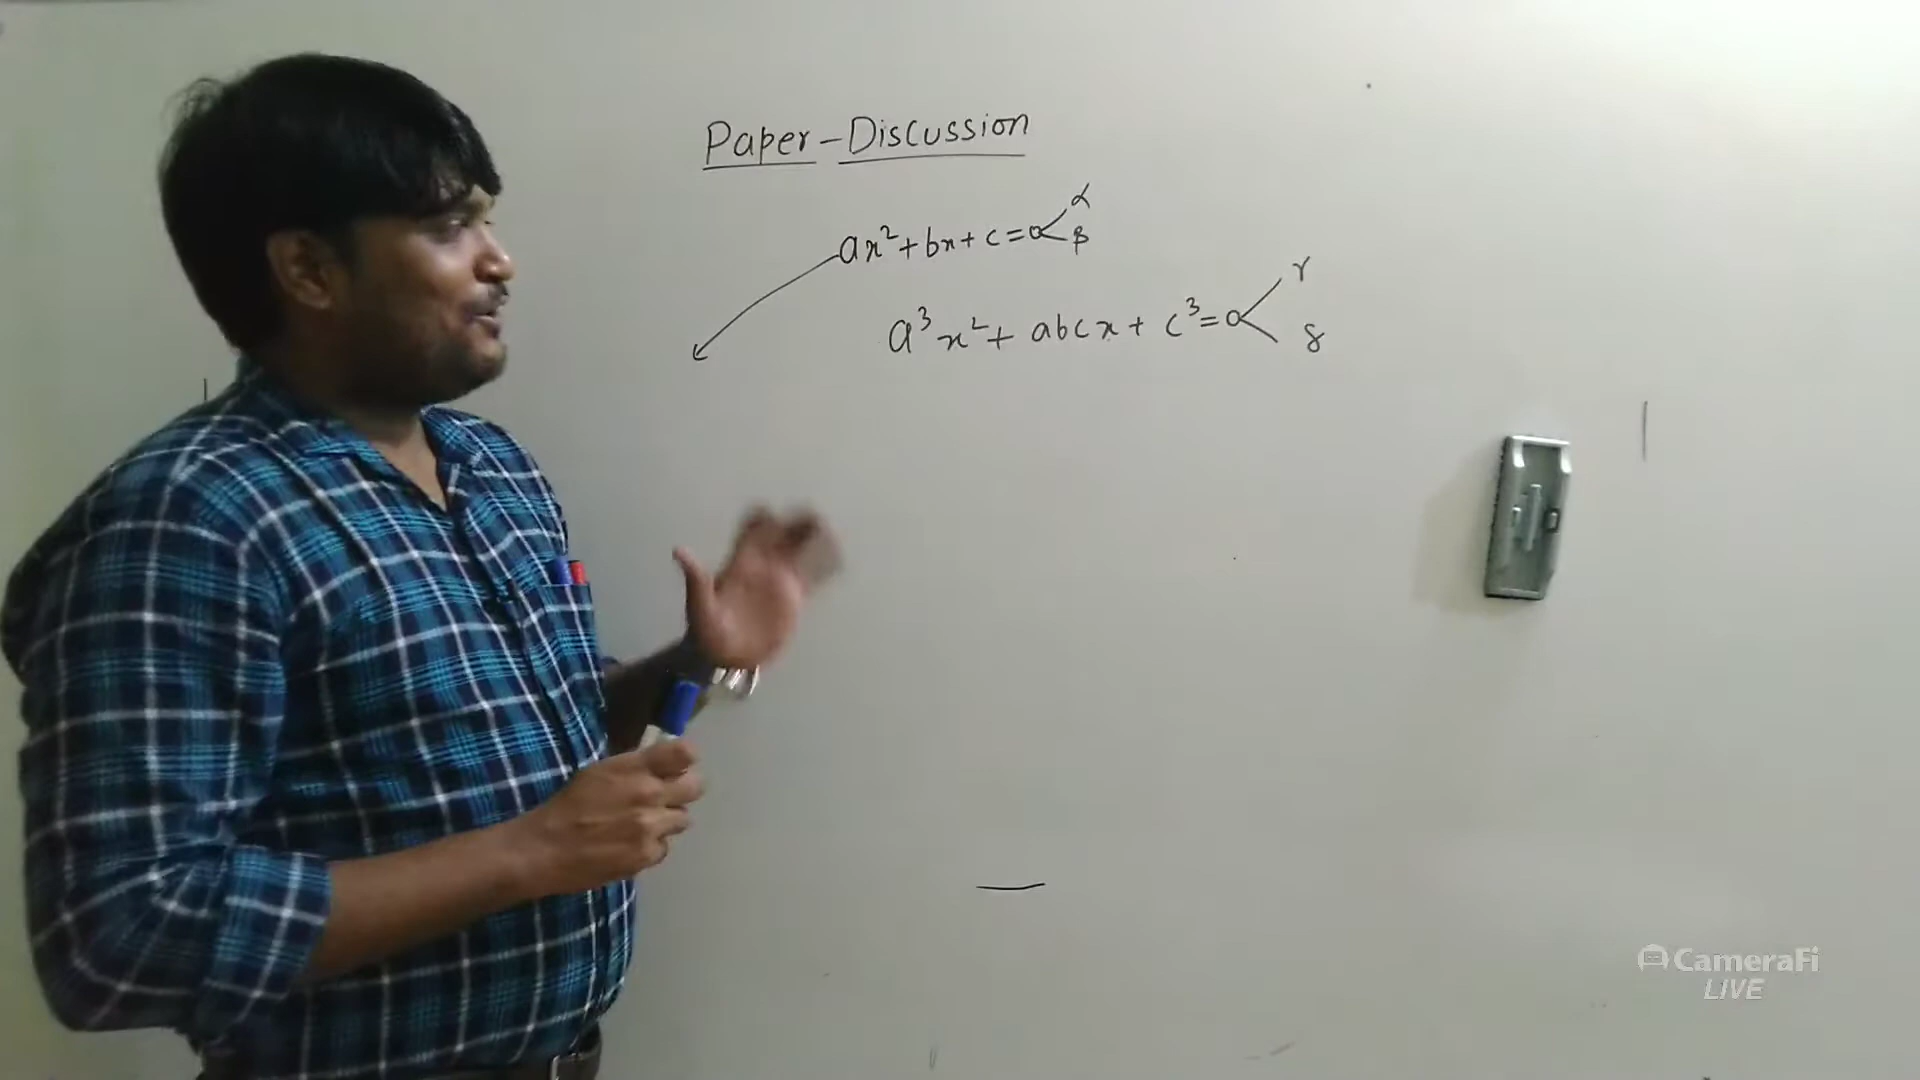 Paper-Discussion
ax²+bx+c=0 α β
a³x²+abcx+c³=0 γ δ
CameraFi
LIVE